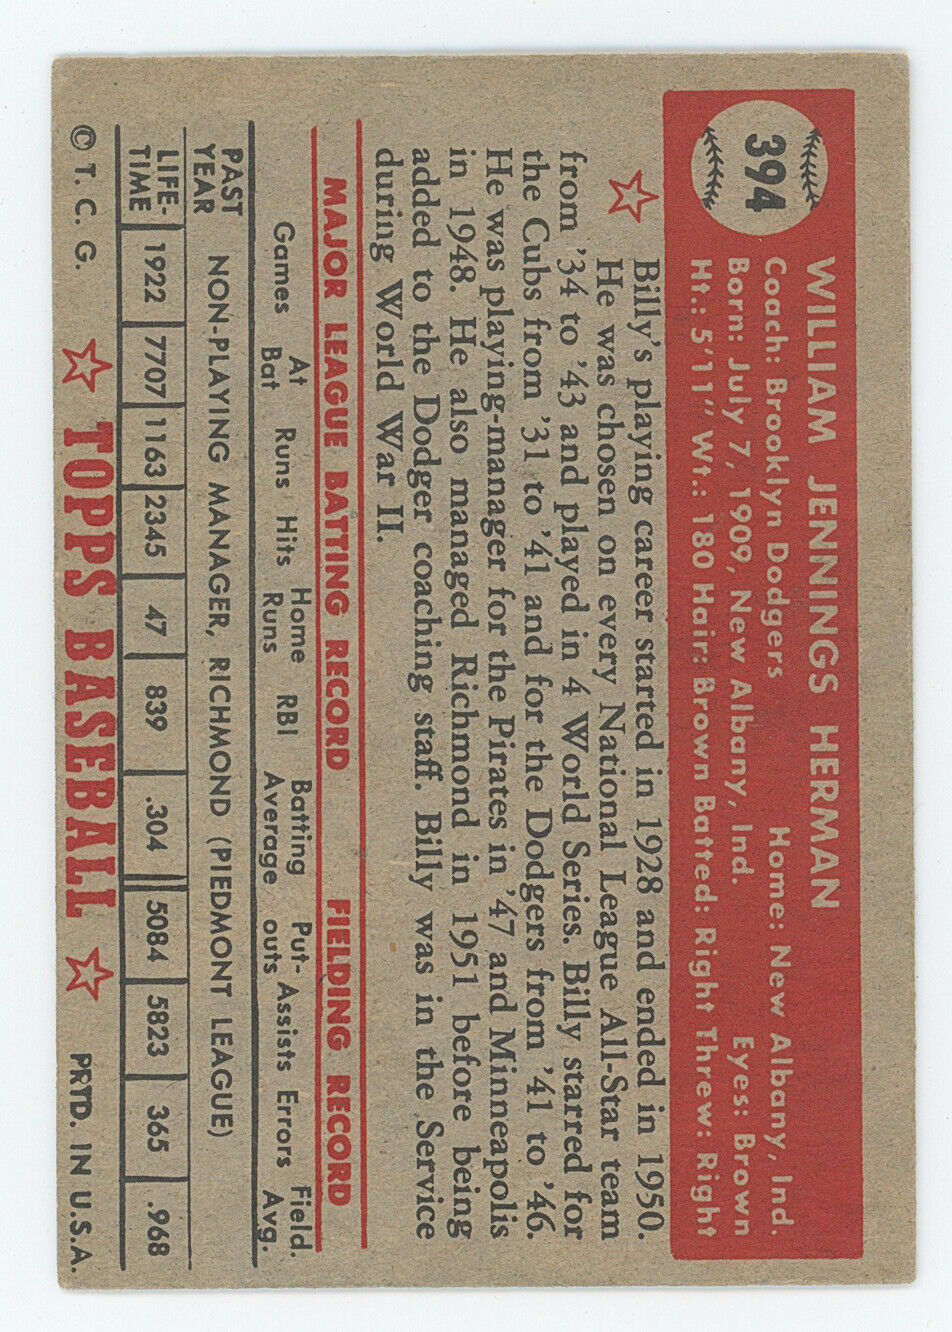 394
WILLIAM JENNINGS HERMAN
Coach: Brooklyn Dodgers Home: New Albany, Ind.
Born: July 7, 1909, New Albany, Ind. Eyes: Brown
Ht.: 5'11" Wt.: 180 Hair: Brown Batted: Right Threw: Right
Billy's playing career started in 1928 and ended in 1950.
He was chosen on every National League All-Star team
from '34 to '43 and played in 4 World Series. Billy starred for
the Cubs from '31 to '41 and for the Dodgers from '41 to '46.
He was playing-manager for the Pirates in '47 and Minneapolis
in 1948. He also managed Richmond in 1951 before being
added to the Dodger coaching staff. Billy was in the Service
during World War II.
MAJOR LEAGUE BATTING RECORD FIELDING RECORD
Games At Bat Runs Hits Home Runs RBI Batting Average Put-outs Assists Errors Field. Avg.
PAST YEAR NON-PLAYING MANAGER, RICHMOND (PIEDMONT LEAGUE)
LIFE-TIME 1922 7707 1163 2345 47 839 .304 5084 5823 365 .968
© T. C. G. TOPPS BASEBALL PRTD. IN U.S.A.